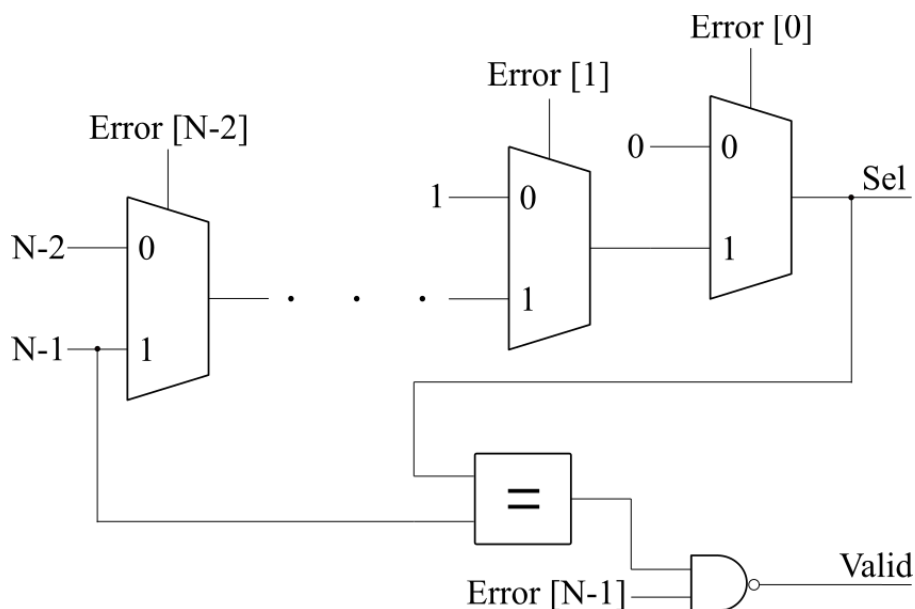 Error [0]
Error [1]
Error [N-2]
0
0
Sel
1
0
N-2
0
1
1
N-1
1
=
Valid
Error [N-1]